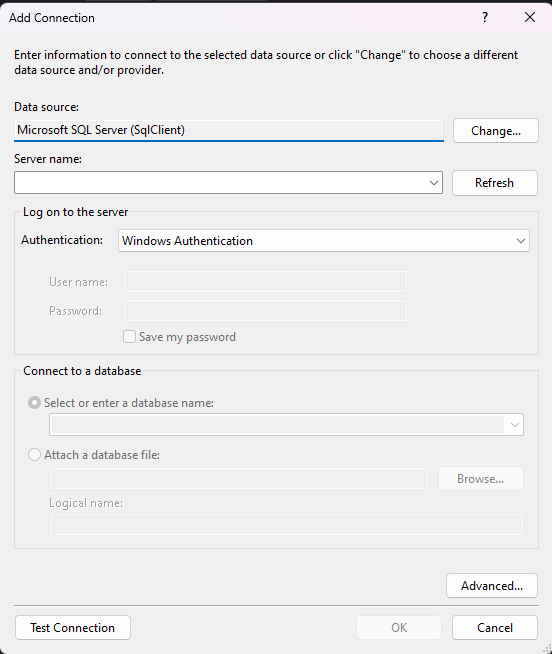 Add Connection
?
Enter information to connect to the selected data source or click "Change" to choose a different
data source and/or provider.
Data source:
Microsoft SQL Server (SqlClient)
Change...
Server name:
Refresh
Log on to the server
Authentication:
Windows Authentication
User name:
Password:
Save my password
Connect to a database
Select or enter a database name:
Attach a database file:
Browse...
Logical name:
Advanced...
Test Connection
OK
Cancel